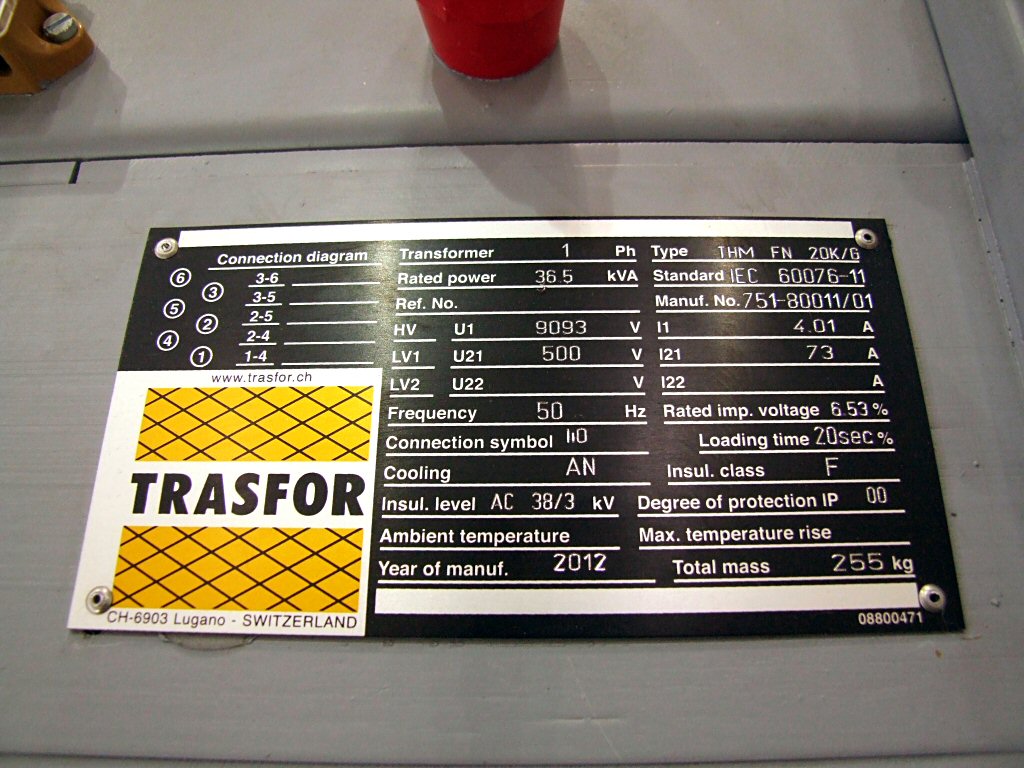 Connection diagram
6 3-6
3 3-5
5 2-5
2 2-4
4 1-4
1
www.trasfor.ch
TRASFOR
CH-6903 Lugano - SWITZERLAND
Transformer 1 Ph Type THM FN 20K/6
Rated power 36.5 kVA Standard IEC 60076-11
Ref. No. Manuf. No. 751-80011/01
HV U1 9093 V I1 4.01 A
LV1 U21 500 V I21 73 A
LV2 U22 V I22 A
Frequency 50 Hz Rated imp. voltage 6.53 %
Connection symbol Loading time 20sec %
Cooling AN Insul. class F
Insul. level AC 38/3 kV Degree of protection IP 00
Ambient temperature Max. temperature rise
Year of manuf. 2012 Total mass 255 kg
08800471